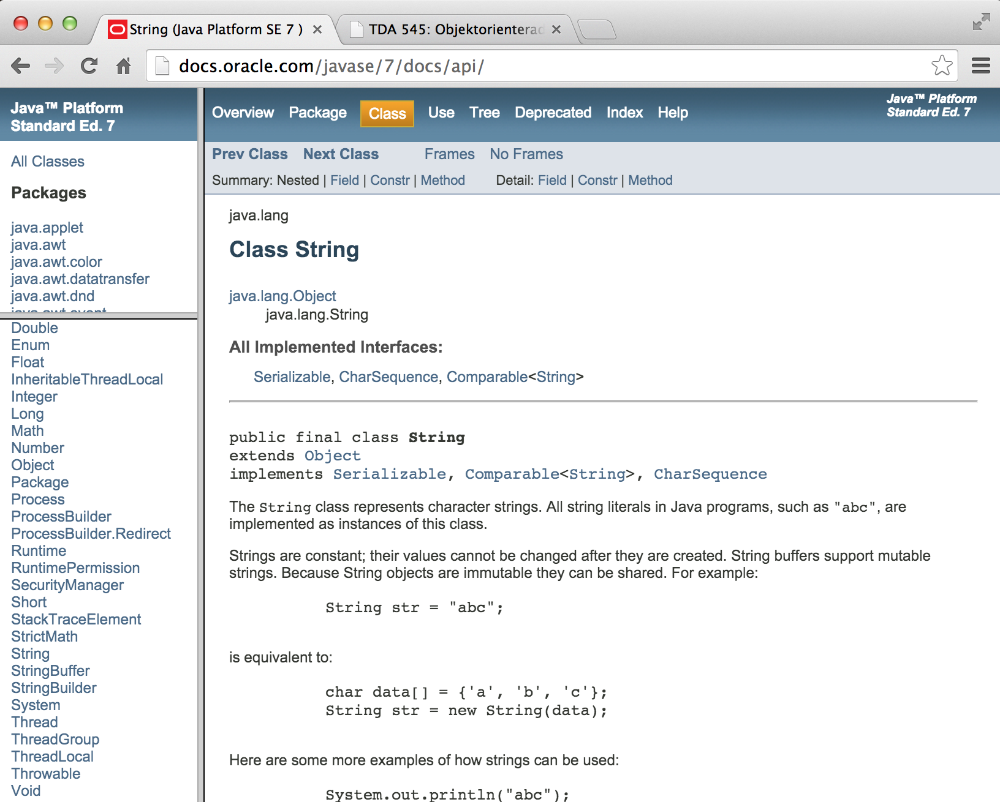 String (Java Platform SE 7 )
TDA 545: Objektorienterad
docs.oracle.com/javase/7/docs/api/
Java™ Platform
Standard Ed. 7
All Classes
Packages
java.applet
java.awt
java.awt.color
java.awt.datatransfer
java.awt.dnd
java.awt.event
Double
Enum
Float
InheritableThreadLocal
Integer
Long
Math
Number
Object
Package
Process
ProcessBuilder
ProcessBuilder.Redirect
Runtime
RuntimePermission
SecurityManager
Short
StackTraceElement
StrictMath
String
StringBuffer
StringBuilder
System
Thread
ThreadGroup
ThreadLocal
Throwable
Void
Overview Package Class Use Tree Deprecated Index Help
Java™ Platform
Standard Ed. 7
Prev Class Next Class Frames No Frames
Summary: Nested | Field | Constr | Method Detail: Field | Constr | Method
java.lang
Class String
java.lang.Object
java.lang.String
All Implemented Interfaces:
Serializable, CharSequence, Comparable<String>
public final class String
extends Object
implements Serializable, Comparable<String>, CharSequence
The String class represents character strings. All string literals in Java programs, such as "abc", are
implemented as instances of this class.
Strings are constant; their values cannot be changed after they are created. String buffers support mutable
strings. Because String objects are immutable they can be shared. For example:
String str = "abc";
is equivalent to:
char data[] = {'a', 'b', 'c'};
String str = new String(data);
Here are some more examples of how strings can be used:
System.out.println("abc");